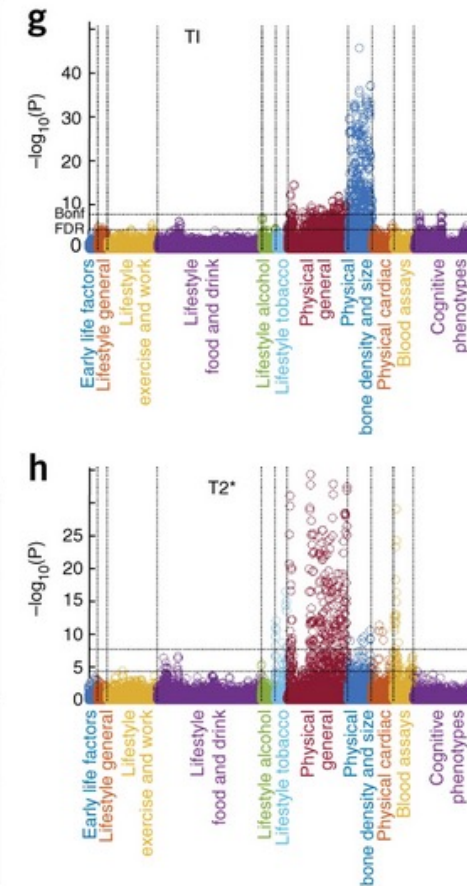 g
TI
−log10(P)
40
30
20
10
Bonf
FDR
0
Early life factors
Lifestyle general
Lifestyle
exercise and work
Lifestyle
food and drink
Lifestyle alcohol
Lifestyle tobacco
Physical
general
Physical
bone density and size
Physical cardiac
Blood assays
Cognitive
phenotypes
h
T2*
−log10(P)
25
20
15
10
5
0
Early life factors
Lifestyle general
Lifestyle
exercise and work
Lifestyle
food and drink
Lifestyle alcohol
Lifestyle tobacco
Physical
general
Physical
bone density and size
Physical cardiac
Blood assays
Cognitive
phenotypes